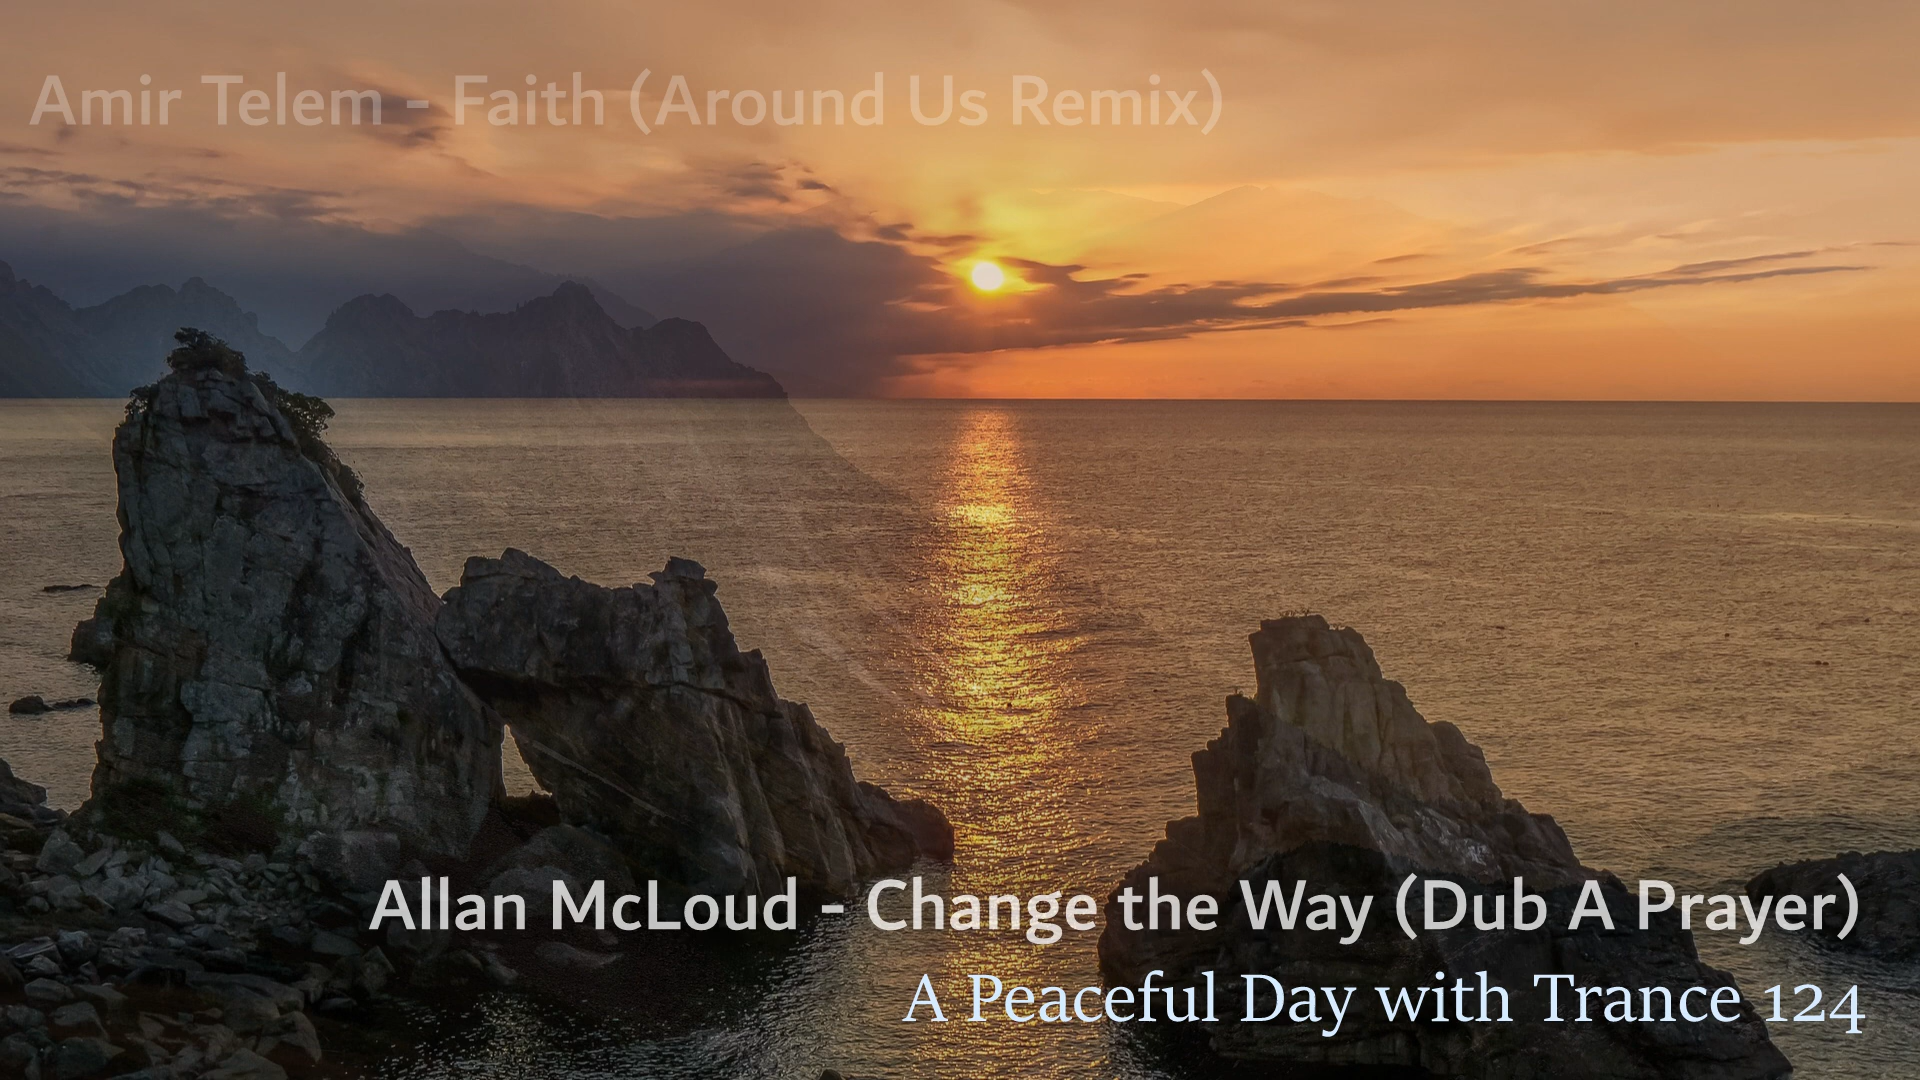 Amir Telem - Faith (Around Us Remix)
Allan McLoud - Change the Way (Dub A Prayer)
A Peaceful Day with Trance 124